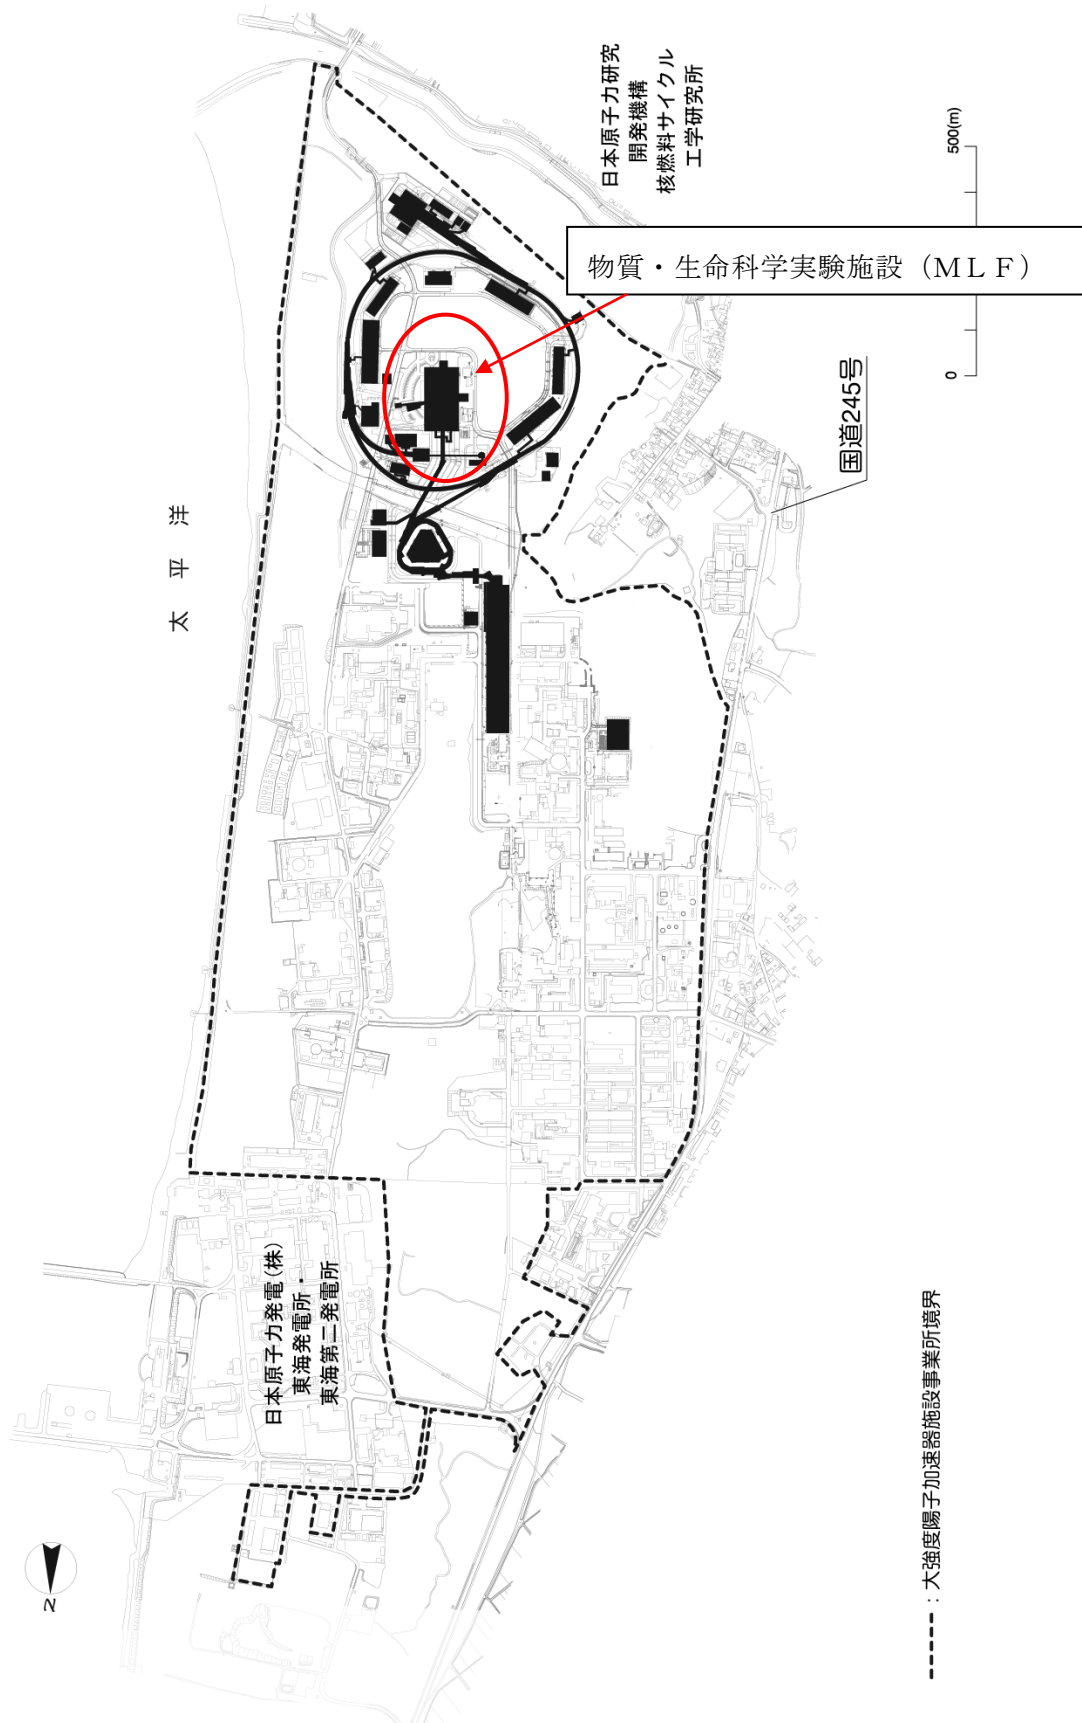 日本原子力研究
開発機構
核燃料サイクル
工学研究所
500(m)
0
物質・生命科学実験施設（ＭＬＦ）
国道245号
太平洋
日本原子力発電(株)
東海発電所・
東海第二発電所
N
：大強度陽子加速器施設事業所境界